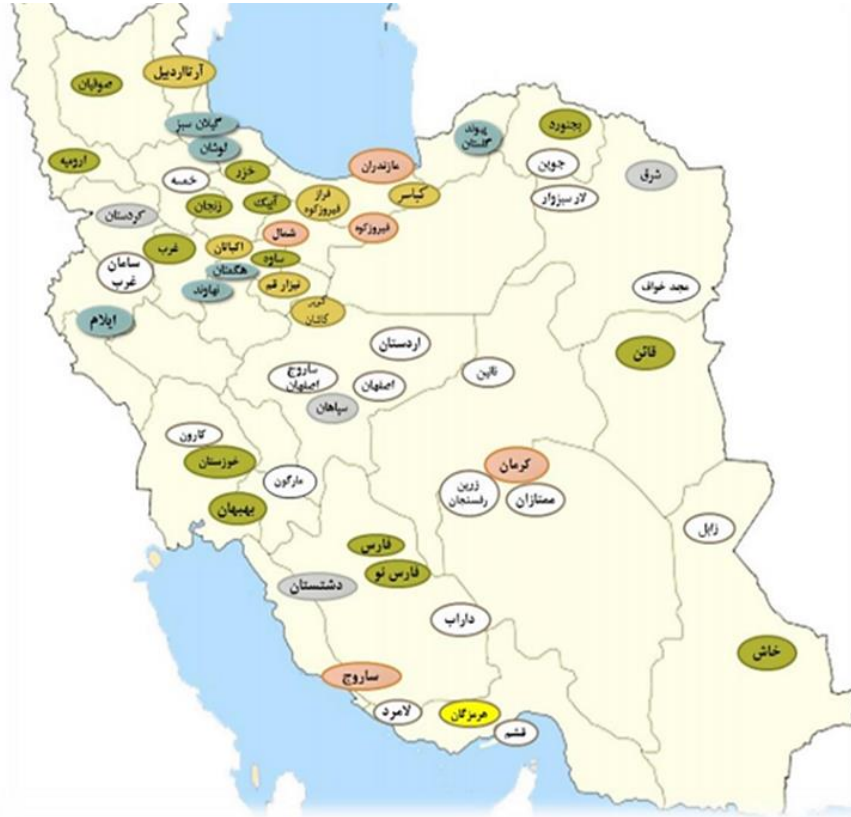 آرتااردبیل
صوفیان
گیلان سبز
لوشان
پیوند
گلستان
بجنورد
ارومیه
خزر
خمسه
مازندران
جوین
شرق
کیاسر
لار سبزوار
آبیک
فراز
فیروزکوه
زنجان
کردستان
فیروزکوه
شمال
اکباتان
غرب
ساوه
سامان
غرب
هگمتان
نیزار قم
نهاوند
مجد خواف
کویر
کاشان
ایلام
اردستان
قائن
نائین
ساروج
اصفهان
اصفهان
سپاهان
کارون
خوزستان
کرمان
مارگون
زرین
رفسنجان
ممتازان
بهبهان
زابل
فارس
فارس نو
دشتستان
داراب
خاش
ساروج
لامرد
هرمزگان
قشم